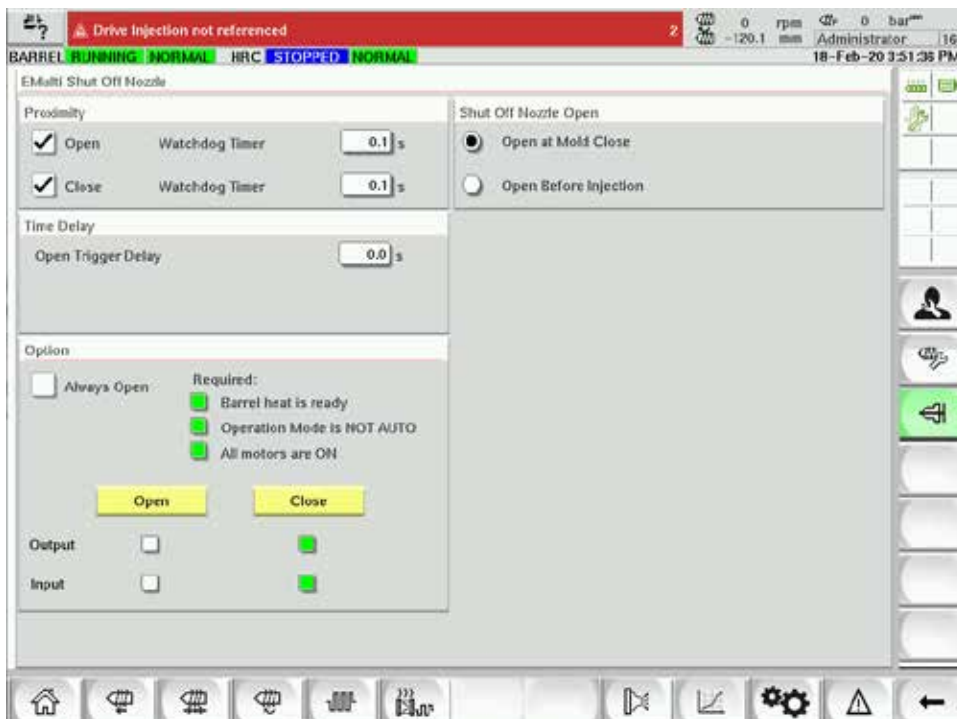 Drive Injection not referenced 2
0 rpm 0 bar
-120.1 mm Administrator 16
BARREL RUNNING NORMAL HRC STOPPED NORMAL 18-Feb-20 3:51:36 PM
EMulti Shut Off Nozzle
Proximity
Open Watchdog Timer 0.1 s
Close Watchdog Timer 0.1 s
Shut Off Nozzle Open
Open at Mold Close
Open Before Injection
Time Delay
Open Trigger Delay 0.0 s
Option
Always Open
Required:
Barrel heat is ready
Operation Mode is NOT AUTO
All motors are ON
Open Close
Output
Input